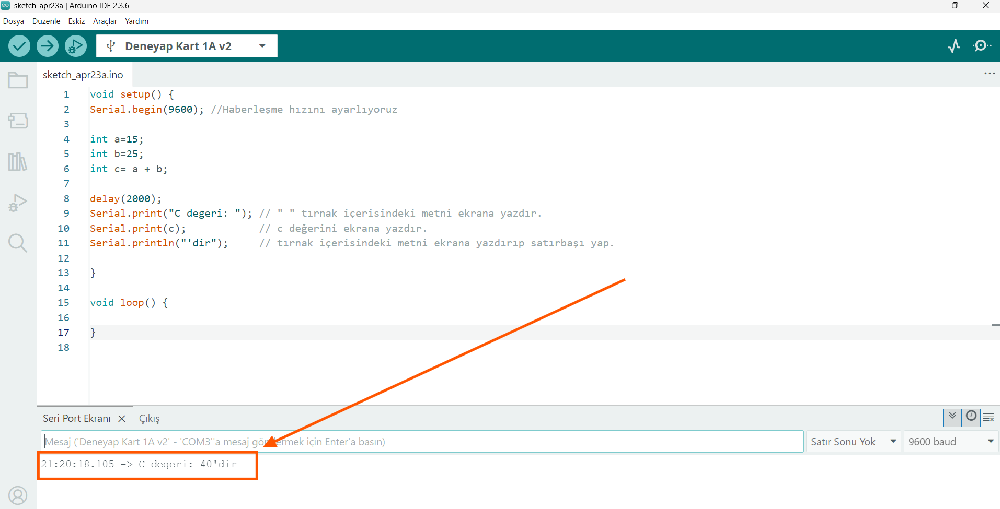 sketch_apr23a | Arduino IDE 2.3.6
Dosya Düzenle Eskiz Araçlar Yardım
Deneyap Kart 1A v2
sketch_apr23a.ino
1 void setup() {
2 Serial.begin(9600); //Haberleşme hızını ayarlıyoruz
3
4 int a=15;
5 int b=25;
6 int c= a + b;
7
8 delay(2000);
9 Serial.print("C degeri: "); // " " tırnak içerisindeki metni ekrana yazdır.
10 Serial.print(c); // c değerini ekrana yazdır.
11 Serial.println("'dir"); // tırnak içerisindeki metni ekrana yazdırıp satırbaşı yap.
12
13 }
14
15 void loop() {
16
17 }
18
Seri Port Ekranı Çıkış
Mesaj ('Deneyap Kart 1A v2' - 'COM3''a mesaj göndermek için Enter'a basın) Satır Sonu Yok 9600 baud
21:20:18.105 -> C degeri: 40'dir